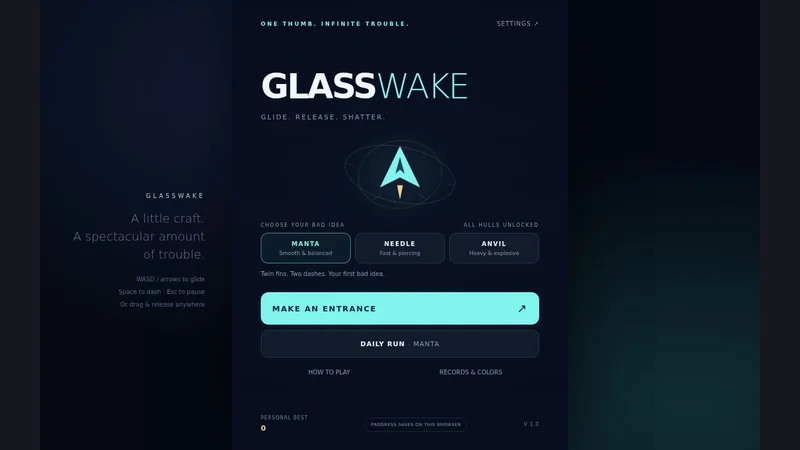 ONE THUMB. INFINITE TROUBLE.
SETTINGS ↗
GLASSWAKE
GLIDE. RELEASE. SHATTER.
GLASSWAKE
A little craft.
A spectacular amount
of trouble.
WASD / arrows to glide
Space to dash · Esc to pause
Or drag & release anywhere
CHOOSE YOUR BAD IDEA
ALL HULLS UNLOCKED
MANTA
Smooth & balanced
NEEDLE
Fast & piercing
ANVIL
Heavy & explosive
Twin fins. Two dashes. Your first bad idea.
MAKE AN ENTRANCE ↗
DAILY RUN · MANTA
HOW TO PLAY
RECORDS & COLORS
PERSONAL BEST
0
PROGRESS SAVES ON THIS BROWSER
V 1.0